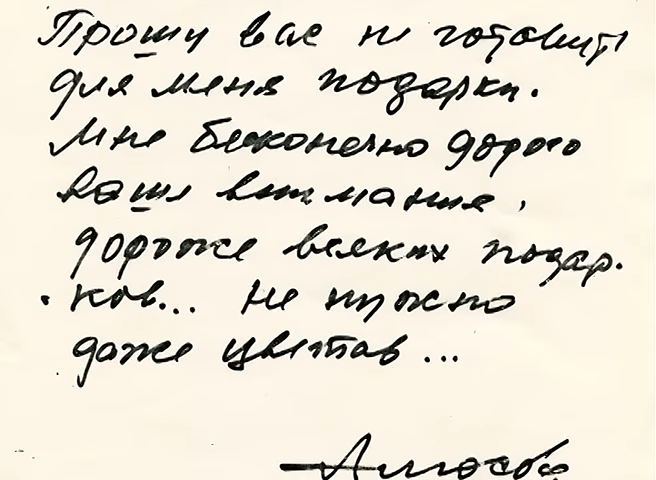 Прошу вас не готовить
для меня подарки.
Мне бесконечно дорого
ваше внимание,
дороже всяких подар.
. ков... Не нужно
даже цветов...
Амосов